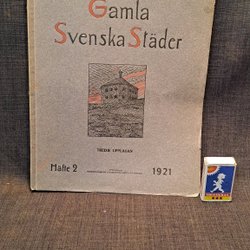 Gamla
Svenska Städer
TREDJE UPPLAGAN
Häfte 2
1921